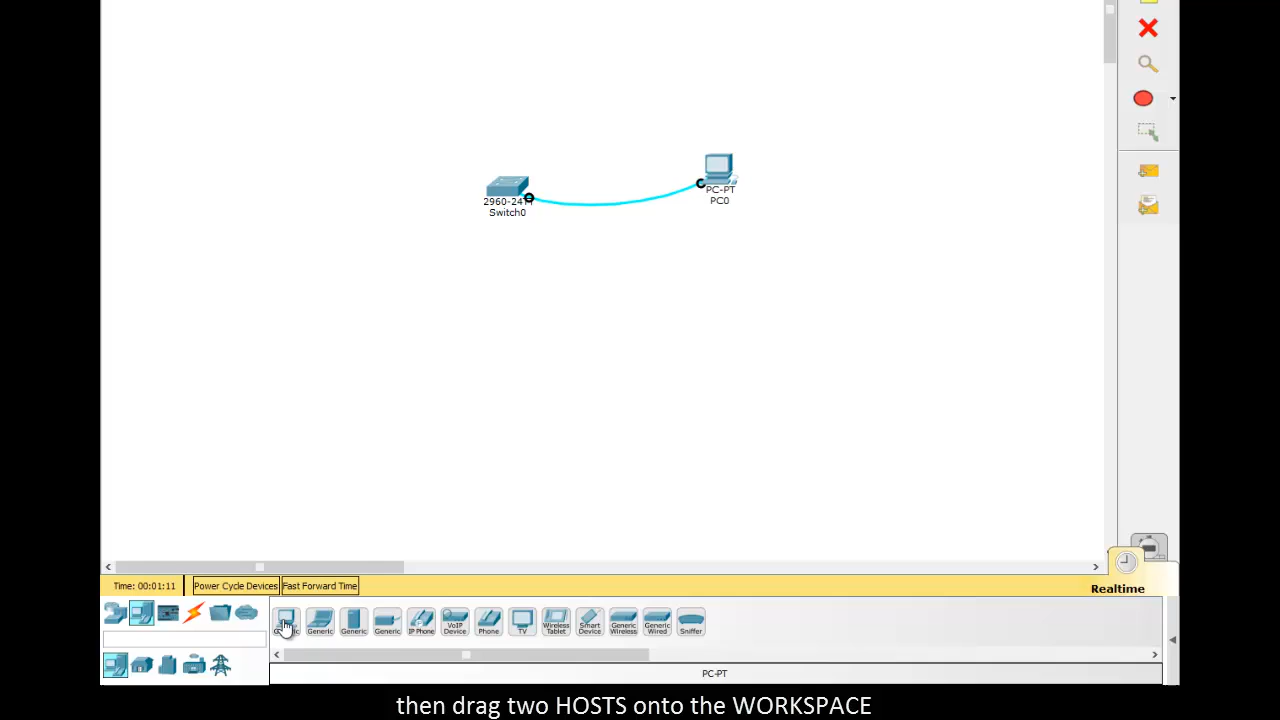 PC-PT
PC0
Switch0
Time: 00:01:11
Power Cycle Devices
Fast Forward Time
Realtime
Generic
Generic
Generic
IP Phone
VoIP
Device
Phone
TV
Wireless
Tablet
Smart
Device
Generic
Wireless
Generic
Wired
Sniffer
PC-PT
then drag two HOSTS onto the WORKSPACE